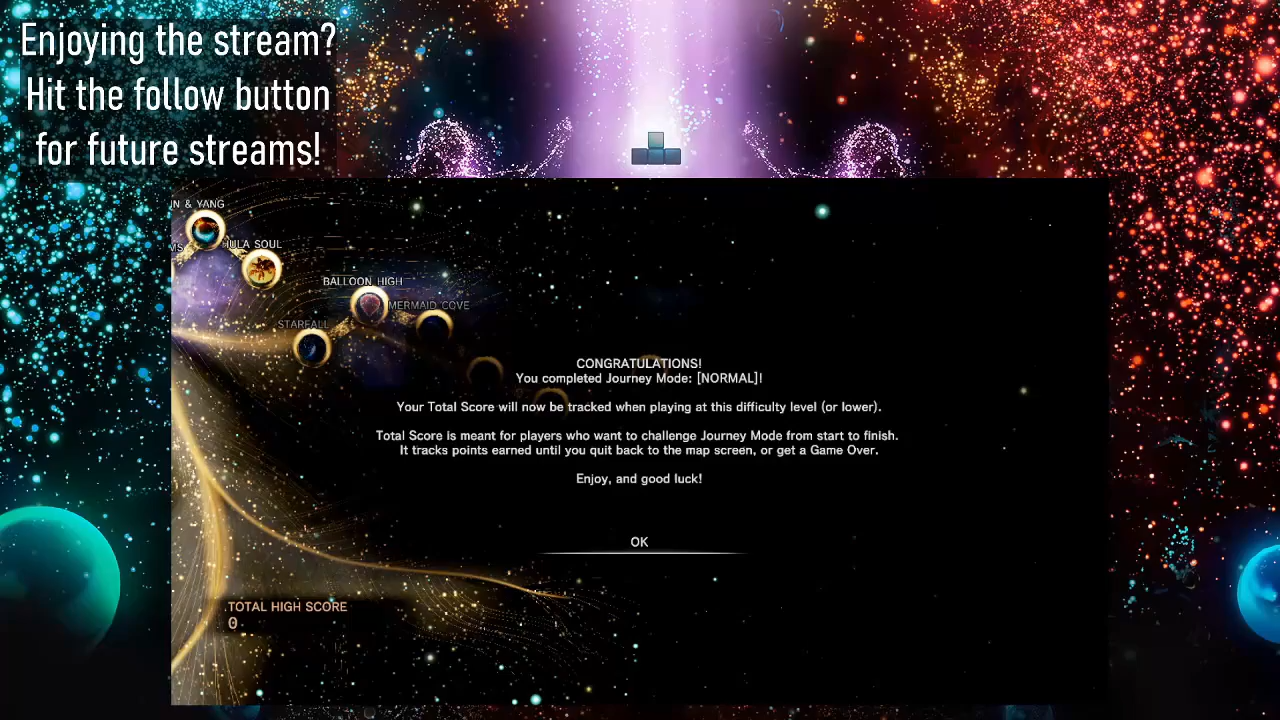 Enjoying the stream?
Hit the follow button
for future streams!
IN & YANG
MS
HULA SOUL
BALLOON HIGH
MERMAID COVE
STARFALL
CONGRATULATIONS!
You completed Journey Mode: [NORMAL]!
Your Total Score will now be tracked when playing at this difficulty level (or lower).
Total Score is meant for players who want to challenge Journey Mode from start to finish.
It tracks points earned until you quit back to the map screen, or get a Game Over.
Enjoy, and good luck!
OK
TOTAL HIGH SCORE
0